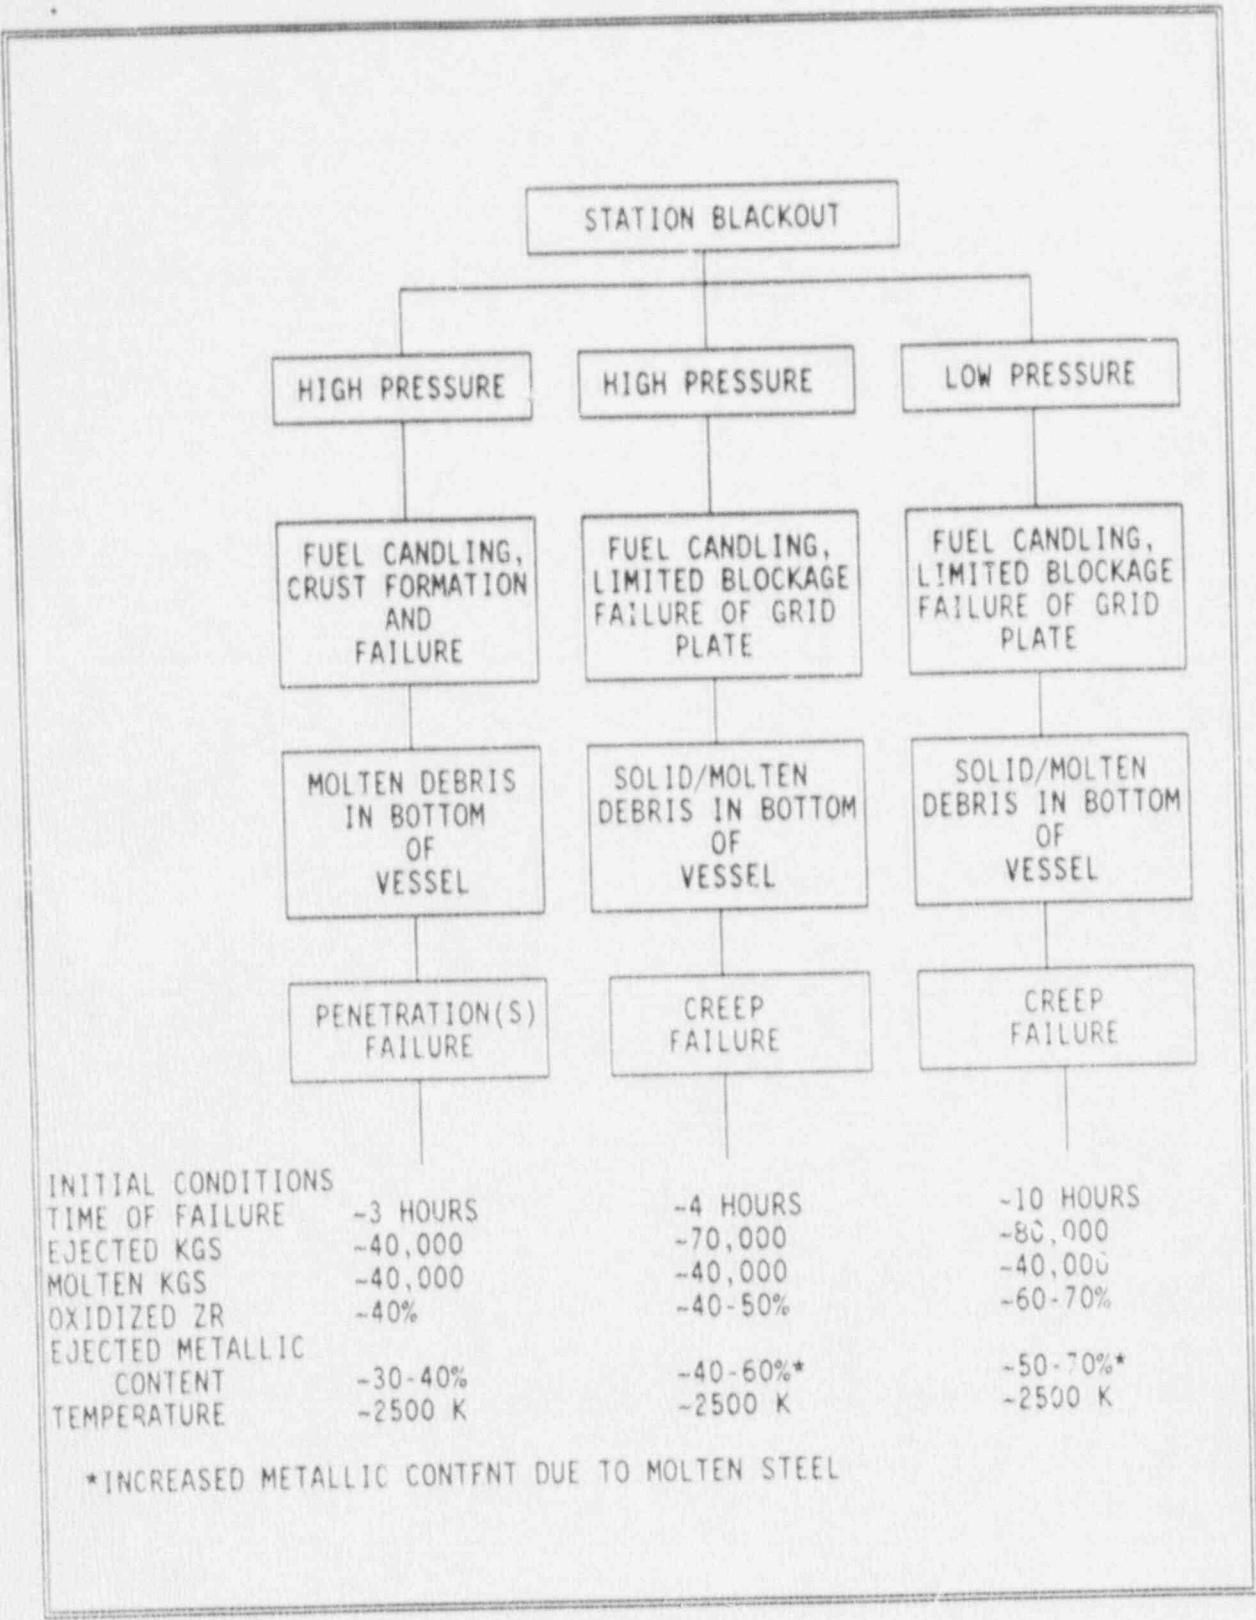 STATION BLACKOUT
HIGH PRESSURE
HIGH PRESSURE
LOW PRESSURE
FUEL CANDLING,
CRUST FORMATION
AND
FAILURE
FUEL CANDLING,
LIMITED BLOCKAGE
FAILURE OF GRID
PLATE
FUEL CANDLING,
LIMITED BLOCKAGE
FAILURE OF GRID
PLATE
MOLTEN DEBRIS
IN BOTTOM
OF
VESSEL
SOLID/MOLTEN
DEBRIS IN BOTTOM
OF
VESSEL
SOLID/MOLTEN
DEBRIS IN BOTTOM
OF
VESSEL
PENETRATION(S)
FAILURE
CREEP
FAILURE
CREEP
FAILURE
INITIAL CONDITIONS
TIME OF FAILURE ~3 HOURS ~4 HOURS ~10 HOURS
EJECTED KGS ~40,000 ~70,000 ~80,000
MOLTEN KGS ~40,000 ~40,000 ~40,000
OXIDIZED ZR ~40% ~40-50% ~60-70%
EJECTED METALLIC
CONTENT ~30-40% ~40-60%* ~50-70%*
TEMPERATURE ~2500 K ~2500 K ~2500 K
*INCREASED METALLIC CONTENT DUE TO MOLTEN STEEL